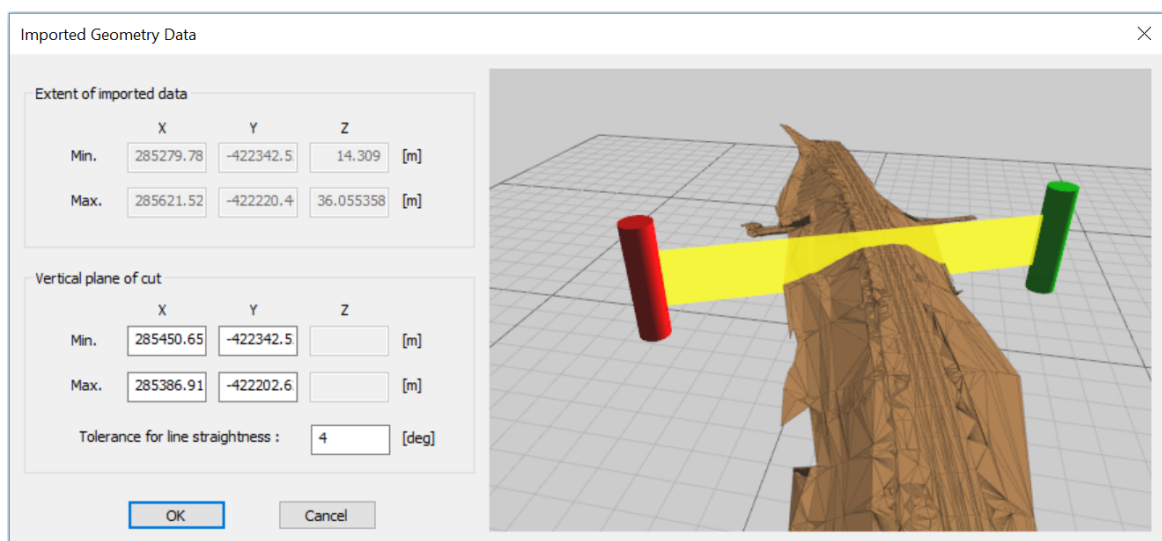 Imported Geometry Data
Extent of imported data
X Y Z
Min. 285279.78 -422342.5 14.309 [m]
Max. 285621.52 -422220.4 36.055358 [m]
Vertical plane of cut
X Y Z
Min. 285450.65 -422342.5 [m]
Max. 285386.91 -422202.6 [m]
Tolerance for line straightness : 4 [deg]
OK Cancel